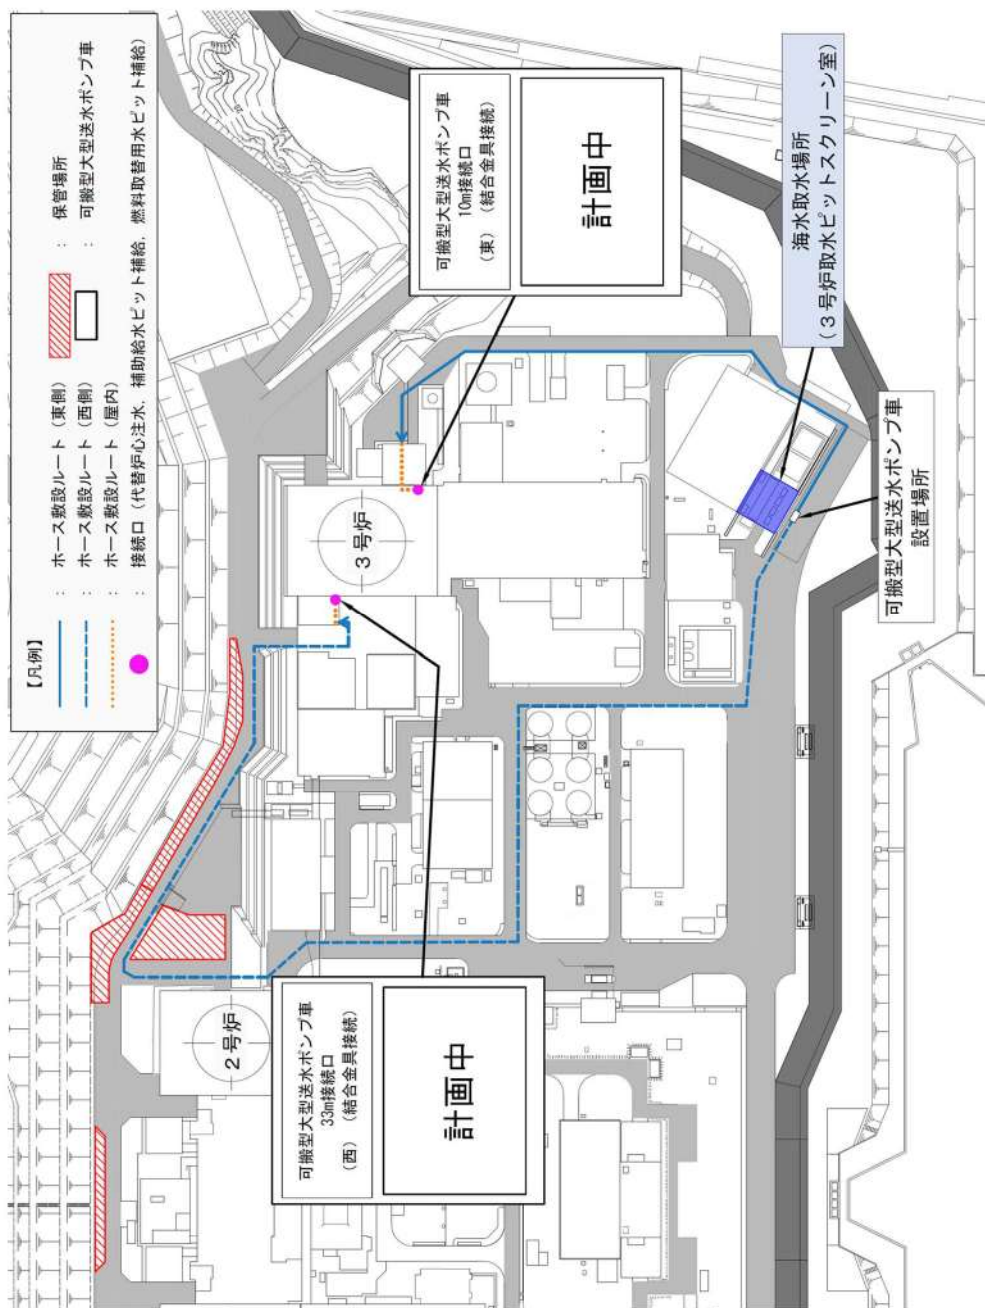 【凡例】
： ホース敷設ルート（東側）
： ホース敷設ルート（西側）
： ホース敷設ルート（屋内）
： 接続口（代替炉心注水，補助給水ピット補給，燃料取替用水ピット補給）
： 保管場所
： 可搬型大型送水ポンプ車
2号炉
3号炉
可搬型大型送水ポンプ車
33m接続口
（西）（結合金具接続）
計画中
可搬型大型送水ポンプ車
10m接続口
（東）（結合金具接続）
計画中
海水取水場所
（3号炉取水ピットスクリーン室）
可搬型大型送水ポンプ車
設置場所